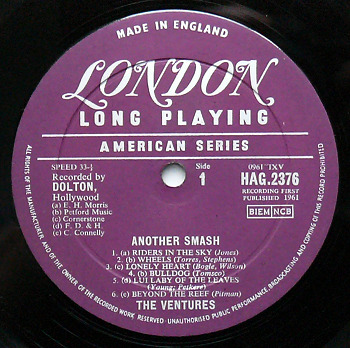 MADE IN ENGLAND
LONDON
LONG PLAYING
AMERICAN SERIES
SPEED 33-⅓
Recorded by
DOLTON,
Hollywood
(a) E. H. Morris
(b) Petford Music
(c) Cornerstone
(d) F. D. & H.
(e) C. Connelly
Side
1
0961 TXV
HAG.2376
RECORDING FIRST
PUBLISHED 1961
BIEM NCB
ANOTHER SMASH
1. (a) RIDERS IN THE SKY (Jones)
2. (b) WHEELS (Torres, Stephens)
3. (c) LONELY HEART (Bogle, Wilson)
4. (b) BULLDOG (Tomsco)
5. (d) LULLABY OF THE LEAVES
(Young; Petkere)
6. (e) BEYOND THE REEF (Pitman)
THE VENTURES
ALL RIGHTS OF THE MANUFACTURER AND OF THE OWNER OF THE RECORDED WORK RESERVED - UNAUTHORISED PUBLIC PERFORMANCE, BROADCASTING AND COPYING OF THIS RECORD PROHIBITED